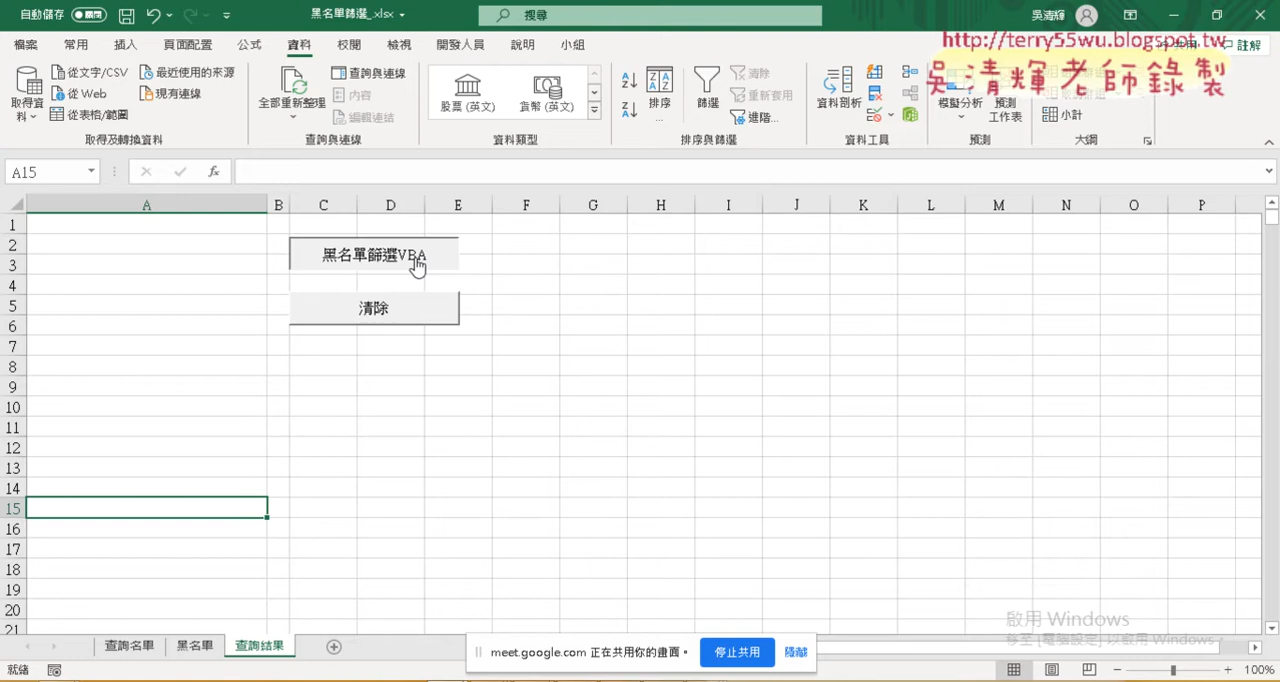 自動儲存
黑名單篩選_.xlsx
搜尋
吳清輝
檔案 常用 插入 頁面配置 公式 資料 校閱 檢視 開發人員 說明 小組
共用 註解
http://terry55wu.blogspot.tw
吳清輝老師錄製
取得資料
從文字/CSV
從 Web
從表格/範圍
最近使用的來源
現有連線
取得及轉換資料
全部重新整理
查詢與連線
內容
編輯連結
查詢與連線
股票 (英文)
貨幣 (英文)
資料類型
排序...
篩選
清除
重新套用
進階...
排序與篩選
資料剖析
資料工具
模擬分析
預測工作表
預測
小計
大綱
A15
fx
A B C D E F G H I J K L M N O P
1
2
3
4
5
6
7
8
9
10
11
12
13
14
15
16
17
18
19
20
21
黑名單篩選VBA
清除
啟用 Windows
移至 [電腦設定] 以啟用 Windows。
查詢名單 黑名單 查詢結果
meet.google.com 正在共用你的畫面。
停止共用
隱藏
就緒
100%